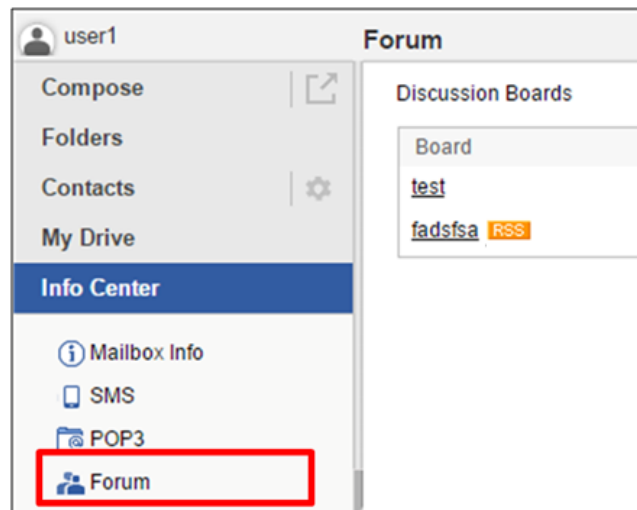 user1
Compose
Folders
Contacts
My Drive
Info Center
Mailbox Info
SMS
POP3
Forum
Forum
Discussion Boards
Board
test
fadsfsa RSS